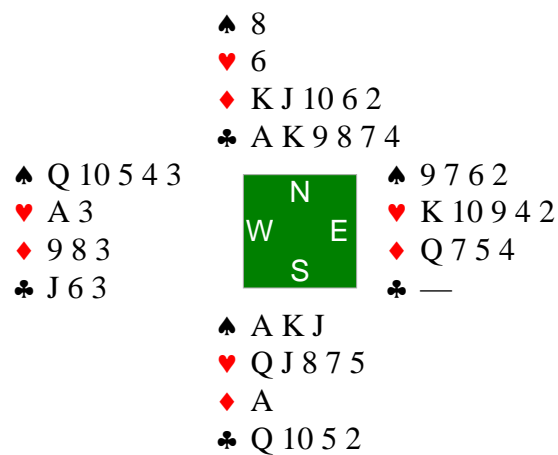 ♠ 8
♥ 6
♦ K J 10 6 2
♣ A K 9 8 7 4
♠ Q 10 5 4 3
♥ A 3
♦ 9 8 3
♣ J 6 3
N
W E
S
♠ 9 7 6 2
♥ K 10 9 4 2
♦ Q 7 5 4
♣ —
♠ A K J
♥ Q J 8 7 5
♦ A
♣ Q 10 5 2